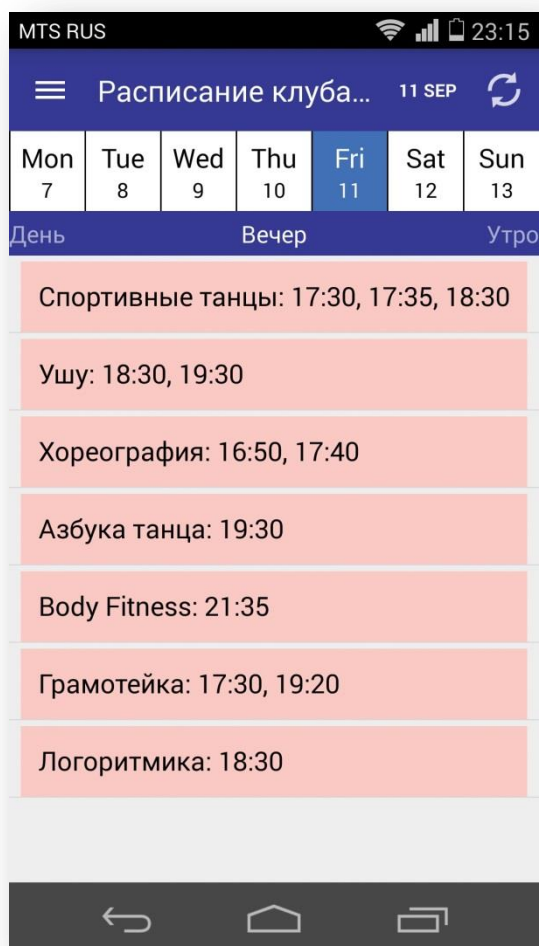 MTS RUS 23:15
Расписание клуба... 11 SEP
Mon Tue Wed Thu Fri Sat Sun
7 8 9 10 11 12 13
День Вечер Утро
Спортивные танцы: 17:30, 17:35, 18:30
Ушу: 18:30, 19:30
Хореография: 16:50, 17:40
Азбука танца: 19:30
Body Fitness: 21:35
Грамотейка: 17:30, 19:20
Логоритмика: 18:30